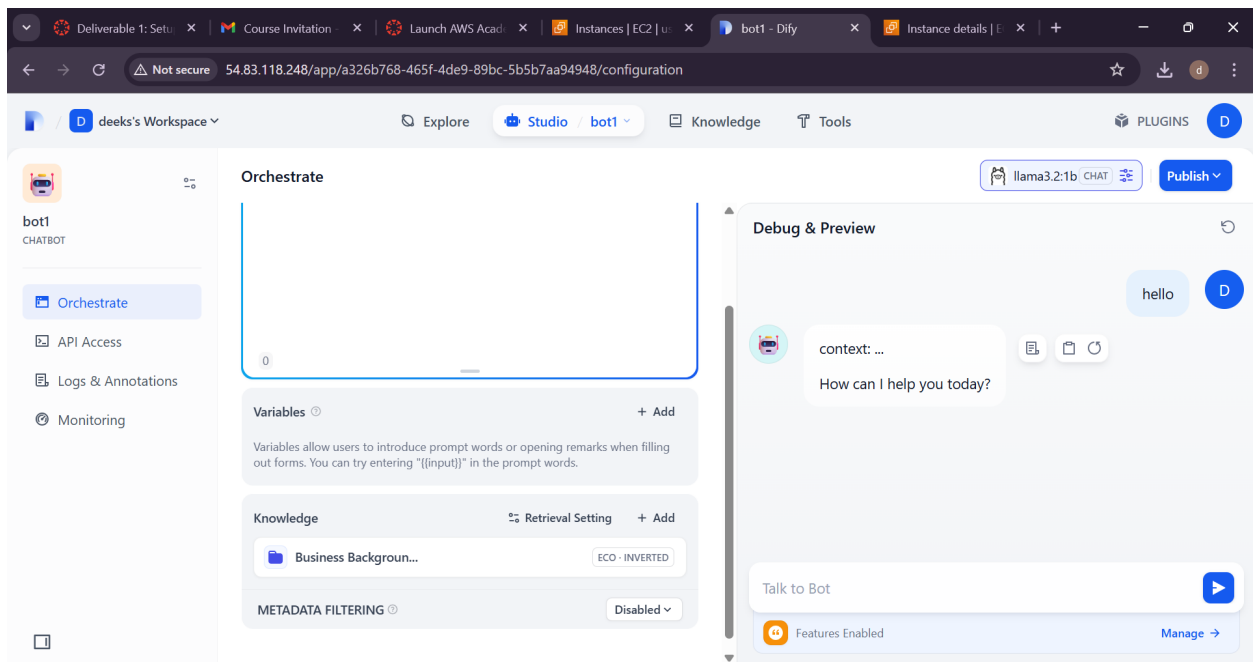 Deliverable 1: Setu
Course Invitation -
Launch AWS Acade
Instances | EC2 | us
bot1 - Dify
Instance details | E
Not secure
54.83.118.248/app/a326b768-465f-4de9-89bc-5b5b7aa94948/configuration
d
D
deeks's Workspace
Explore
Studio / bot1
Knowledge
Tools
PLUGINS
D
bot1
CHATBOT
Orchestrate
API Access
Logs & Annotations
Monitoring
Orchestrate
llama3.2:1b CHAT
Publish
0
Variables
+ Add
Variables allow users to introduce prompt words or opening remarks when filling
out forms. You can try entering "{{input}}" in the prompt words.
Knowledge
Retrieval Setting
+ Add
Business Backgroun...
ECO · INVERTED
METADATA FILTERING
Disabled
Debug & Preview
hello
D
context: ...
How can I help you today?
Talk to Bot
Features Enabled
Manage →